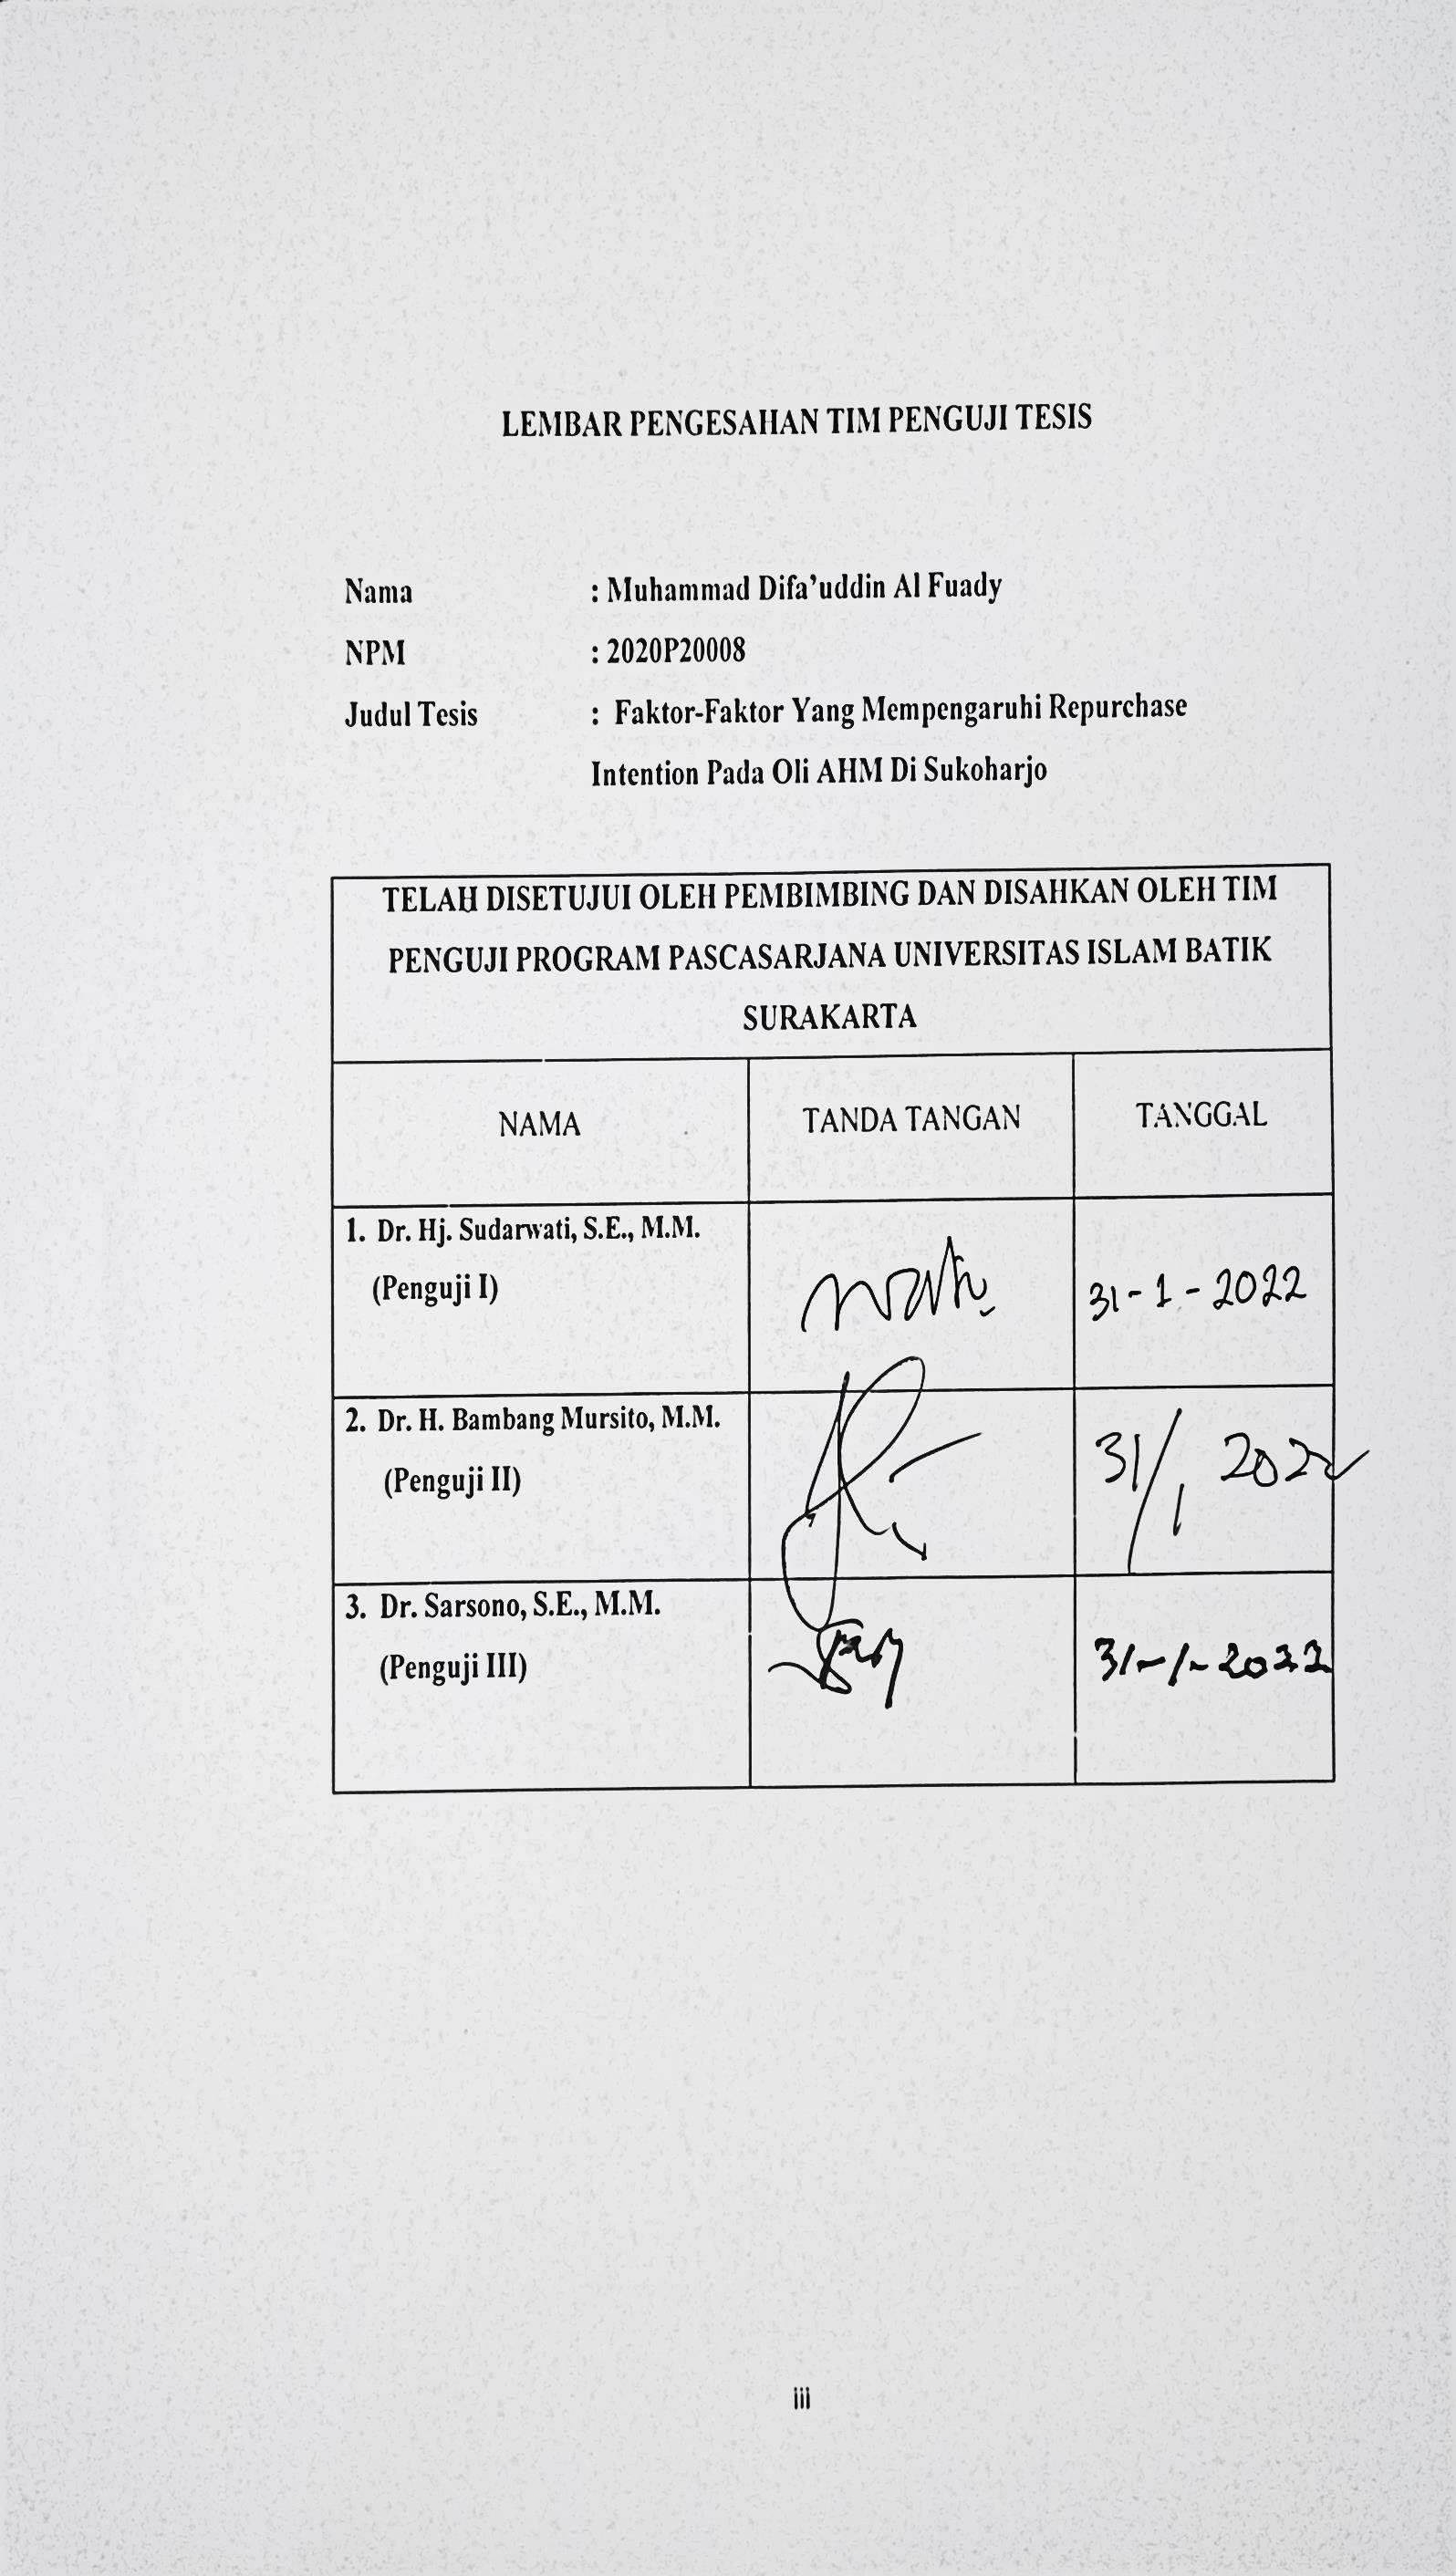 LEMBAR PENGESAHAN TIM PENGUJI TESIS
Nama : Muhammad Difa'uddin Al Fuady
NPM : 2020P20008
Judul Tesis : Faktor-Faktor Yang Mempengaruhi Repurchase
Intention Pada Oli AHM Di Sukoharjo
TELAH DISETUJUI OLEH PEMBIMBING DAN DISAHKAN OLEH TIM
PENGUJI PROGRAM PASCASARJANA UNIVERSITAS ISLAM BATIK
SURAKARTA
NAMA TANDA TANGAN TANGGAL
1. Dr. Hj. Sudarwati, S.E., M.M.
(Penguji I) 31-1-2022
2. Dr. H. Bambang Mursito, M.M.
(Penguji II) 31/1 2022
3. Dr. Sarsono, S.E., M.M.
(Penguji III) 31-1-2022
iii